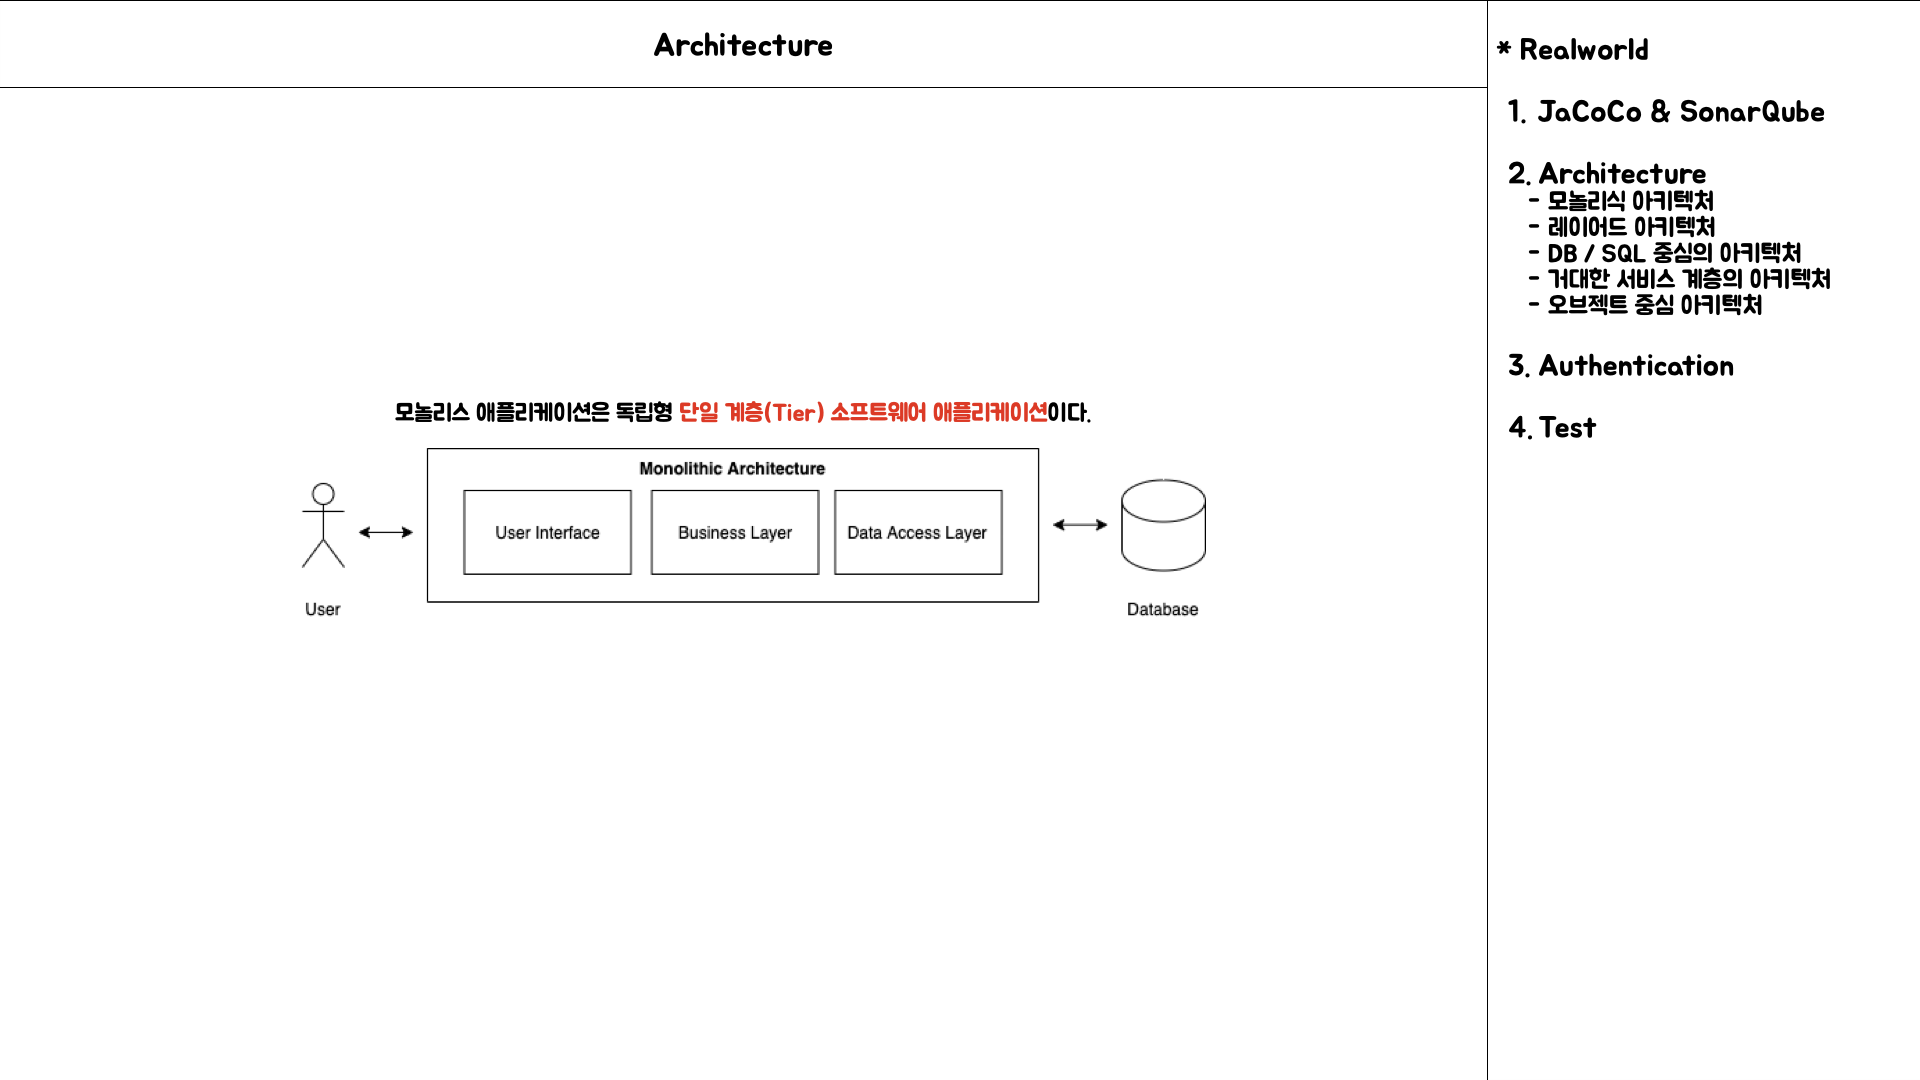 Architecture
모놀리스 애플리케이션은 독립형 단일 계층(Tier) 소프트웨어 애플리케이션이다.
Monolithic Architecture
User Interface
Business Layer
Data Access Layer
User
Database
* Realworld
1. JaCoCo & SonarQube
2. Architecture
- 모놀리식 아키텍처
- 레이어드 아키텍처
- DB / SQL 중심의 아키텍처
- 거대한 서비스 계층의 아키텍처
- 오브젝트 중심 아키텍처
3. Authentication
4. Test